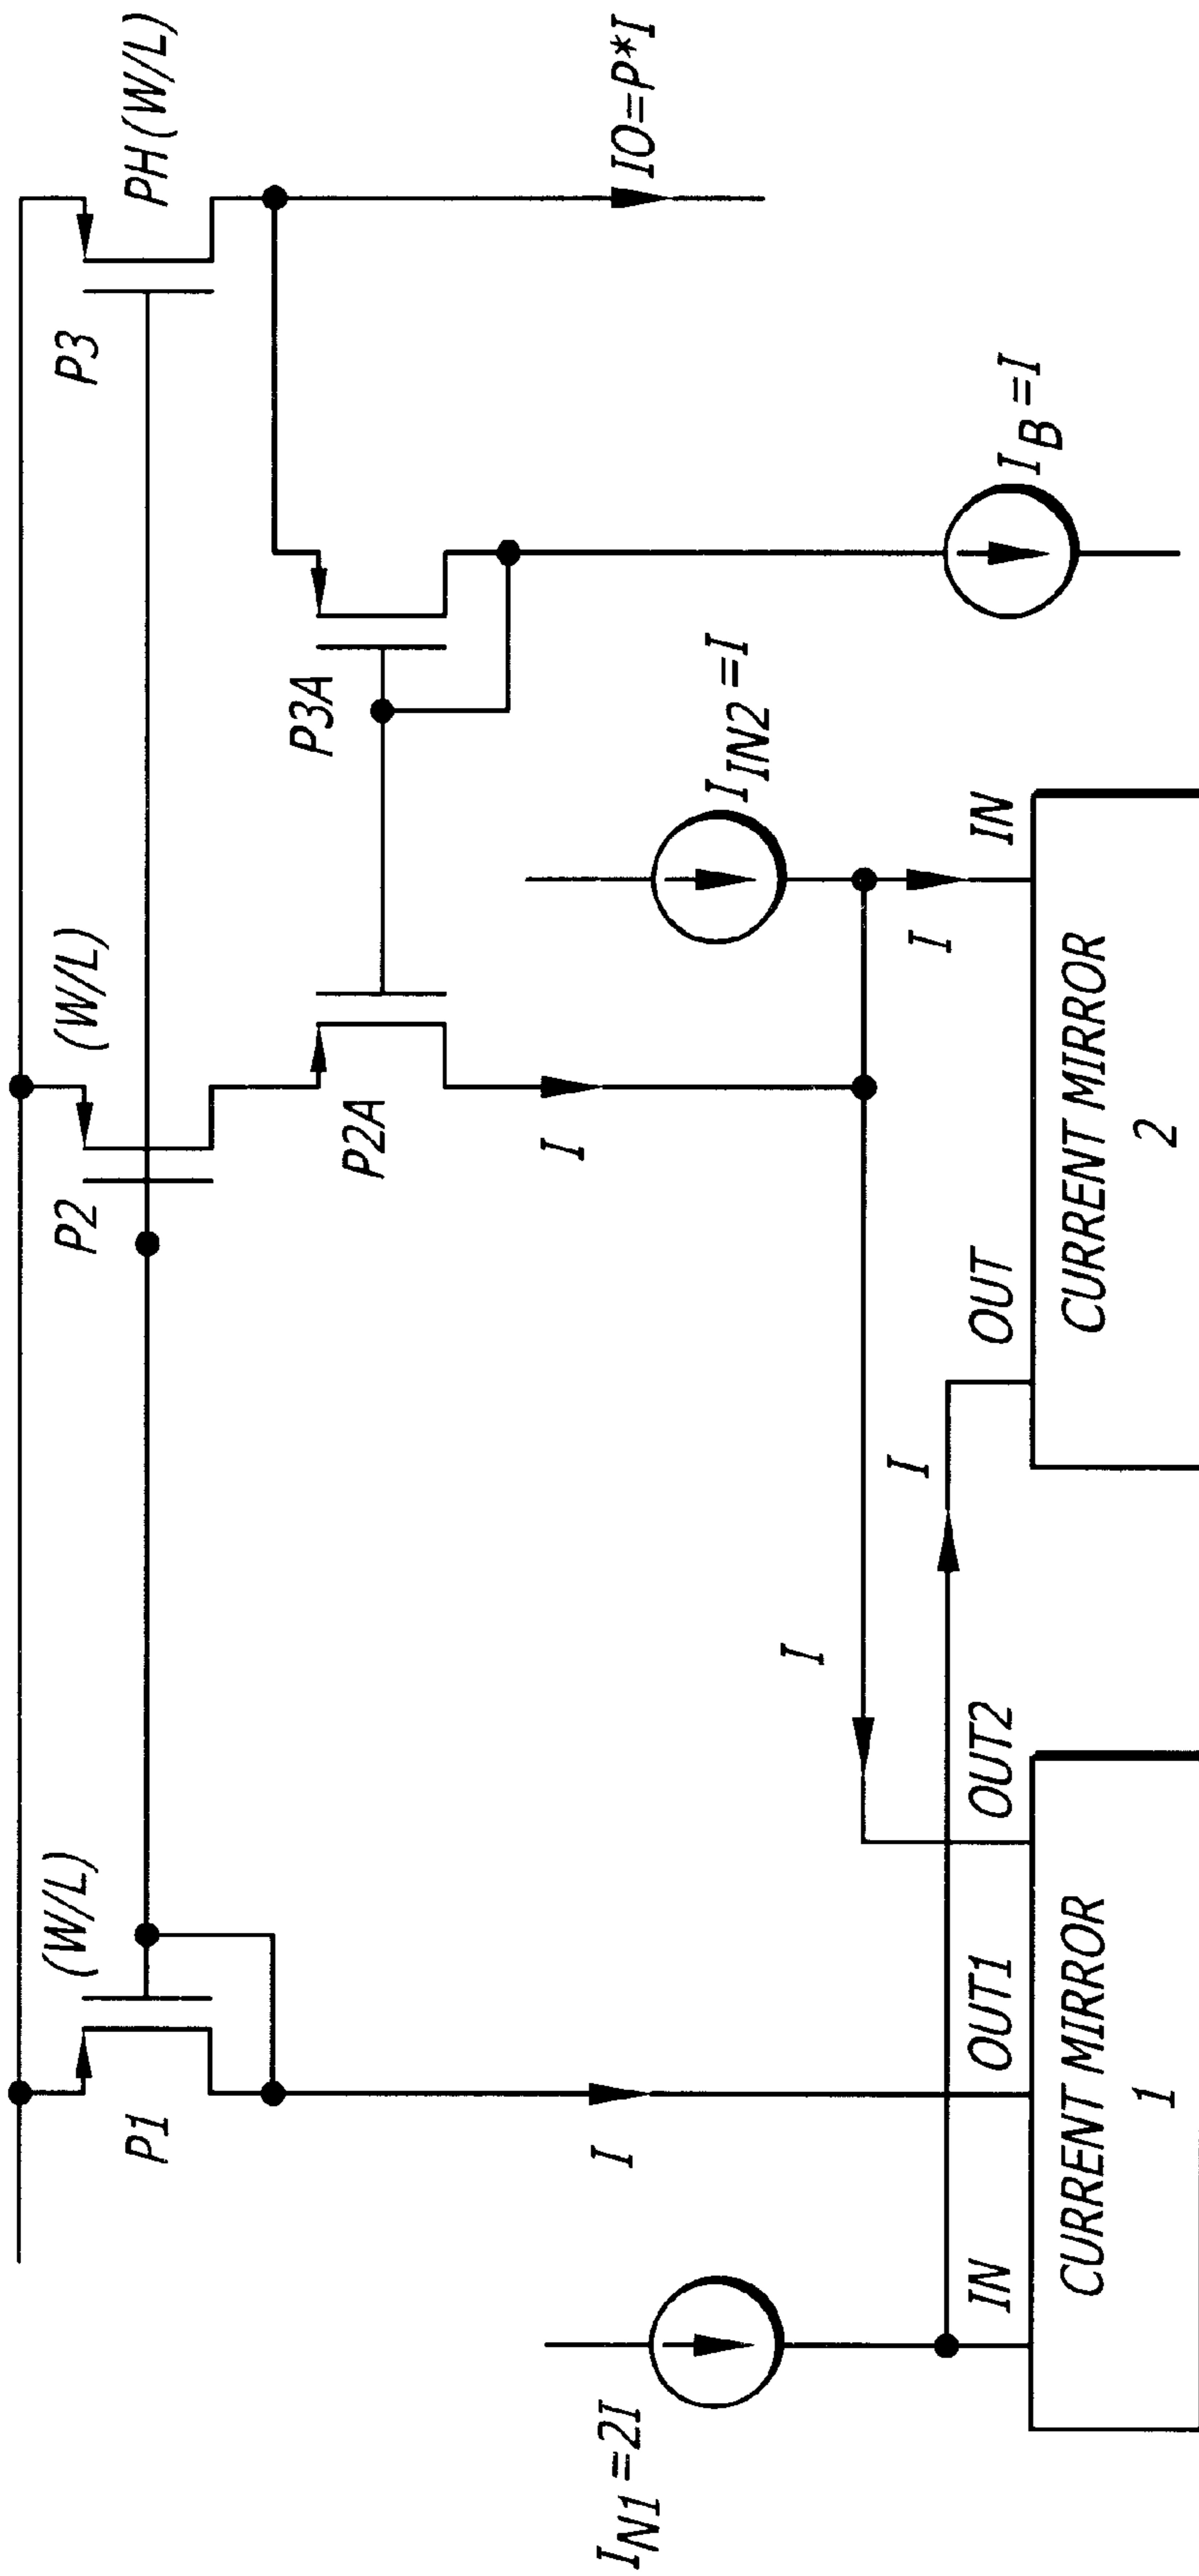 P1
(W/L)
P2
(W/L)
P3
PH(W/L)
P2A
P3A
I
I
IO=P*I
I_N1=2I
I
I
I_IN2=I
I
I_B=I
IN
OUT1
OUT2
OUT
IN
CURRENT MIRROR
1
CURRENT MIRROR
2